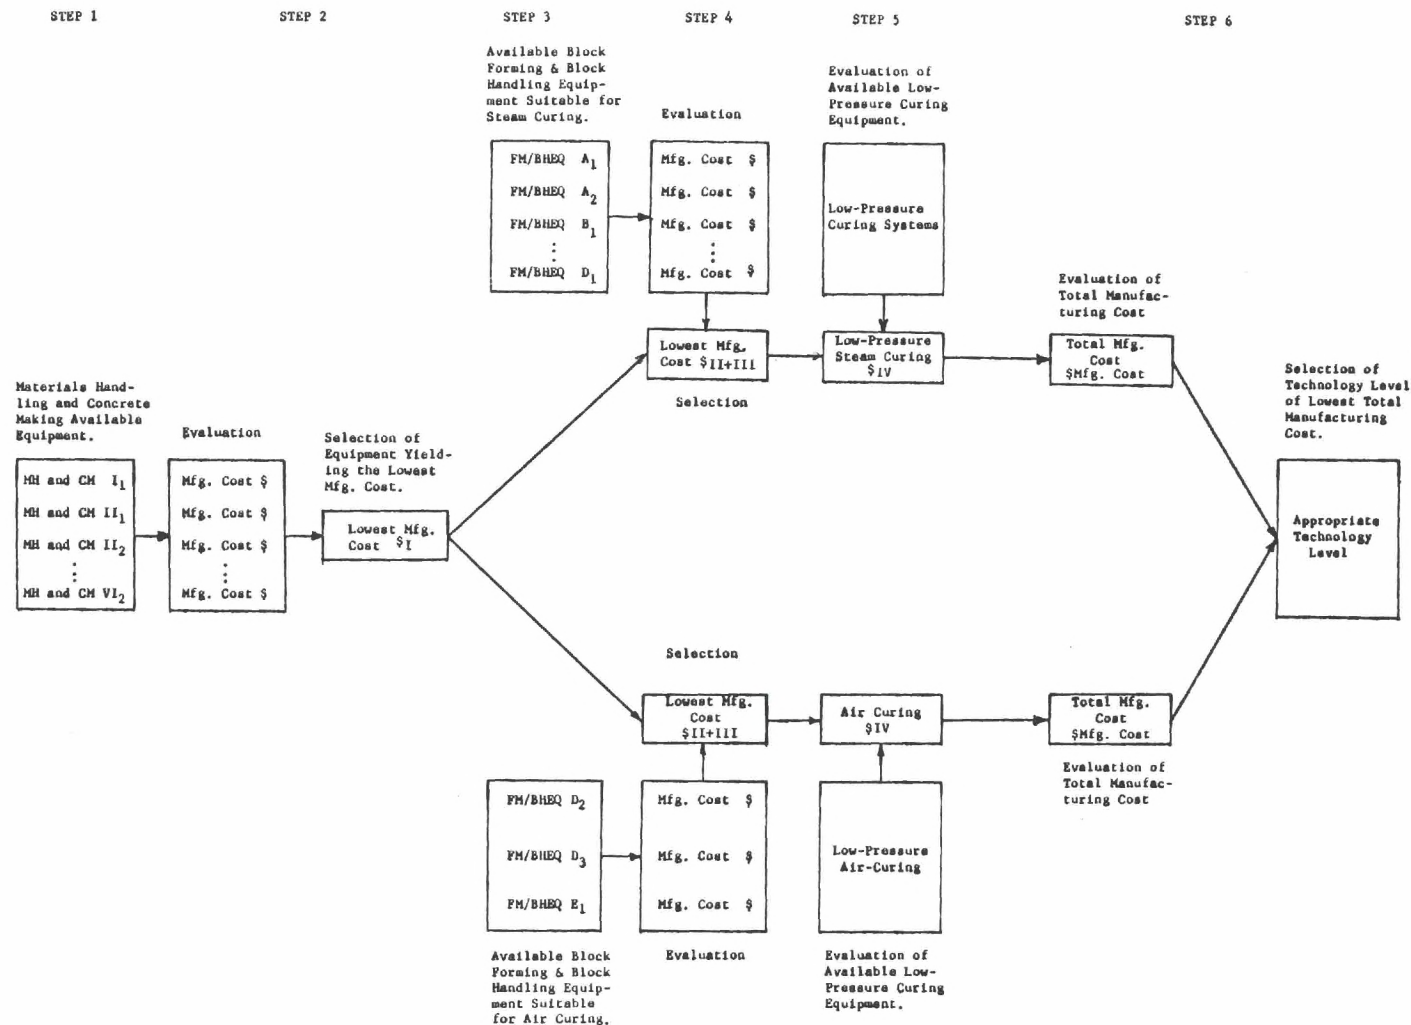 STEP 1 STEP 2 STEP 3 STEP 4 STEP 5 STEP 6
Available Block
Forming & Block
Handling Equip-
ment Suitable for
Steam Curing.
FM/BHEQ A1
FM/BHEQ A2
FM/BHEQ B1
⋮
FM/BHEQ D1
Evaluation
Mfg. Cost $
Mfg. Cost $
Mfg. Cost $
⋮
Mfg. Cost $
Lowest Mfg.
Cost $II+III
Selection
Evaluation of
Available Low-
Pressure Curing
Equipment.
Low-Pressure
Curing Systems
Low-Pressure
Steam Curing
$IV
Evaluation of
Total Manufac-
turing Cost
Total Mfg.
Cost
$Mfg. Cost
Materials Hand-
ling and Concrete
Making Available
Equipment.
MH and CM I1
MH and CM II1
MH and CM II2
⋮
MH and CM VI2
Evaluation
Mfg. Cost $
Mfg. Cost $
Mfg. Cost $
⋮
Mfg. Cost $
Selection of
Equipment Yield-
ing the Lowest
Mfg. Cost.
Lowest Mfg.
Cost $I
Selection of
Technology Level
of Lowest Total
Manufacturing
Cost.
Appropriate
Technology
Level
Selection
Lowest Mfg.
Cost
$II+III
Air Curing
$IV
Total Mfg.
Cost
$Mfg. Cost
Evaluation of
Total Manufac-
turing Cost
FM/BHEQ D2
FM/BHEQ D3
FM/BHEQ E1
Available Block
Forming & Block
Handling Equip-
ment Suitable
for Air Curing.
Mfg. Cost $
Mfg. Cost $
Mfg. Cost $
Evaluation
Low-Pressure
Air-Curing
Evaluation of
Available Low-
Pressure Curing
Equipment.